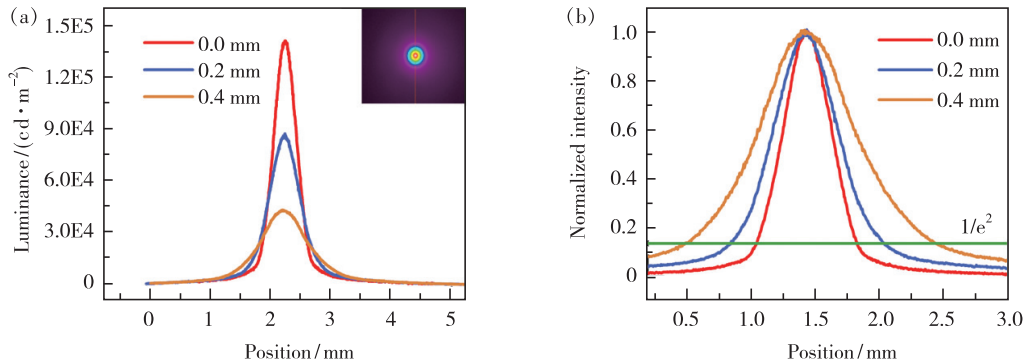 (a)
1.5E5
1.2E5
9.0E4
6.0E4
3.0E4
0
Luminance/(cd·m⁻²)
0.0 mm
0.2 mm
0.4 mm
0 1 2 3 4 5
Position/mm
(b)
1.0
0.8
0.6
0.4
0.2
0
Normalized intensity
0.0 mm
0.2 mm
0.4 mm
1/e²
0.5 1.0 1.5 2.0 2.5 3.0
Position/mm